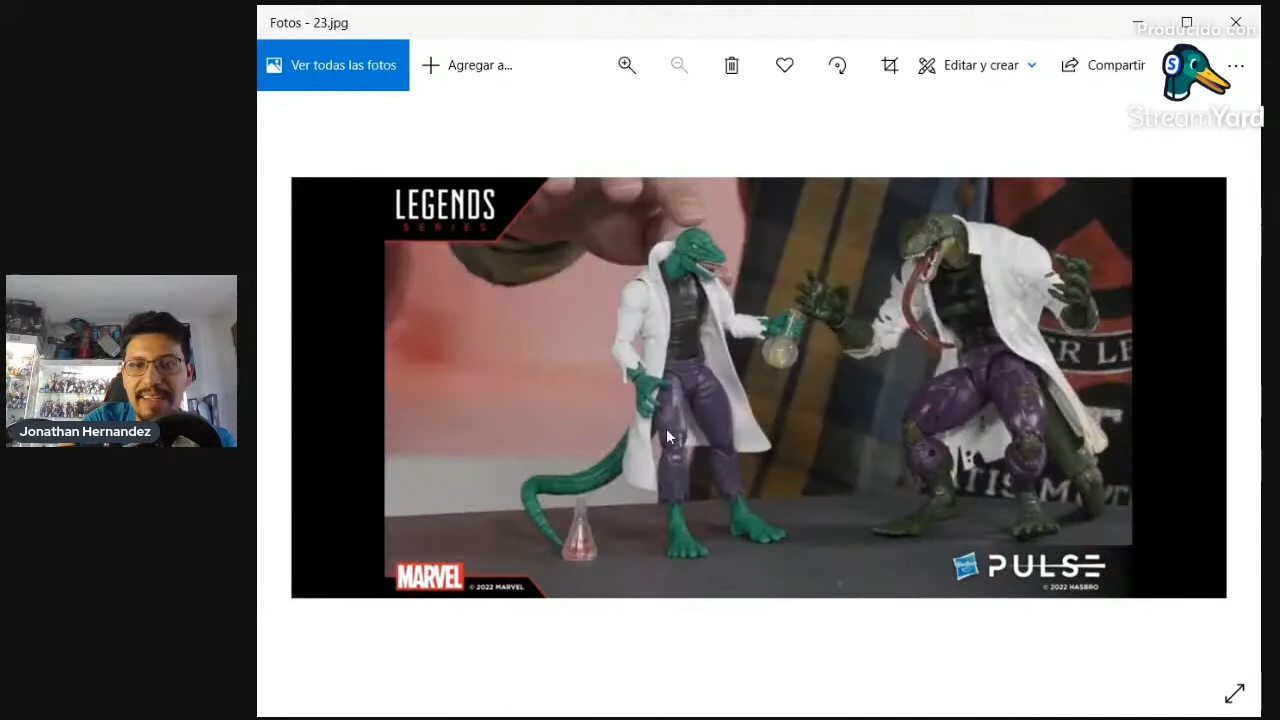 Fotos - 23.jpg
Producido con
Ver todas las fotos
Agregar a...
Editar y crear
Compartir
S
StreamYard
LEGENDS
SERIES
Jonathan Hernandez
MARVEL
© 2022 MARVEL
Hasbro
PULSE
© 2022 HASBRO